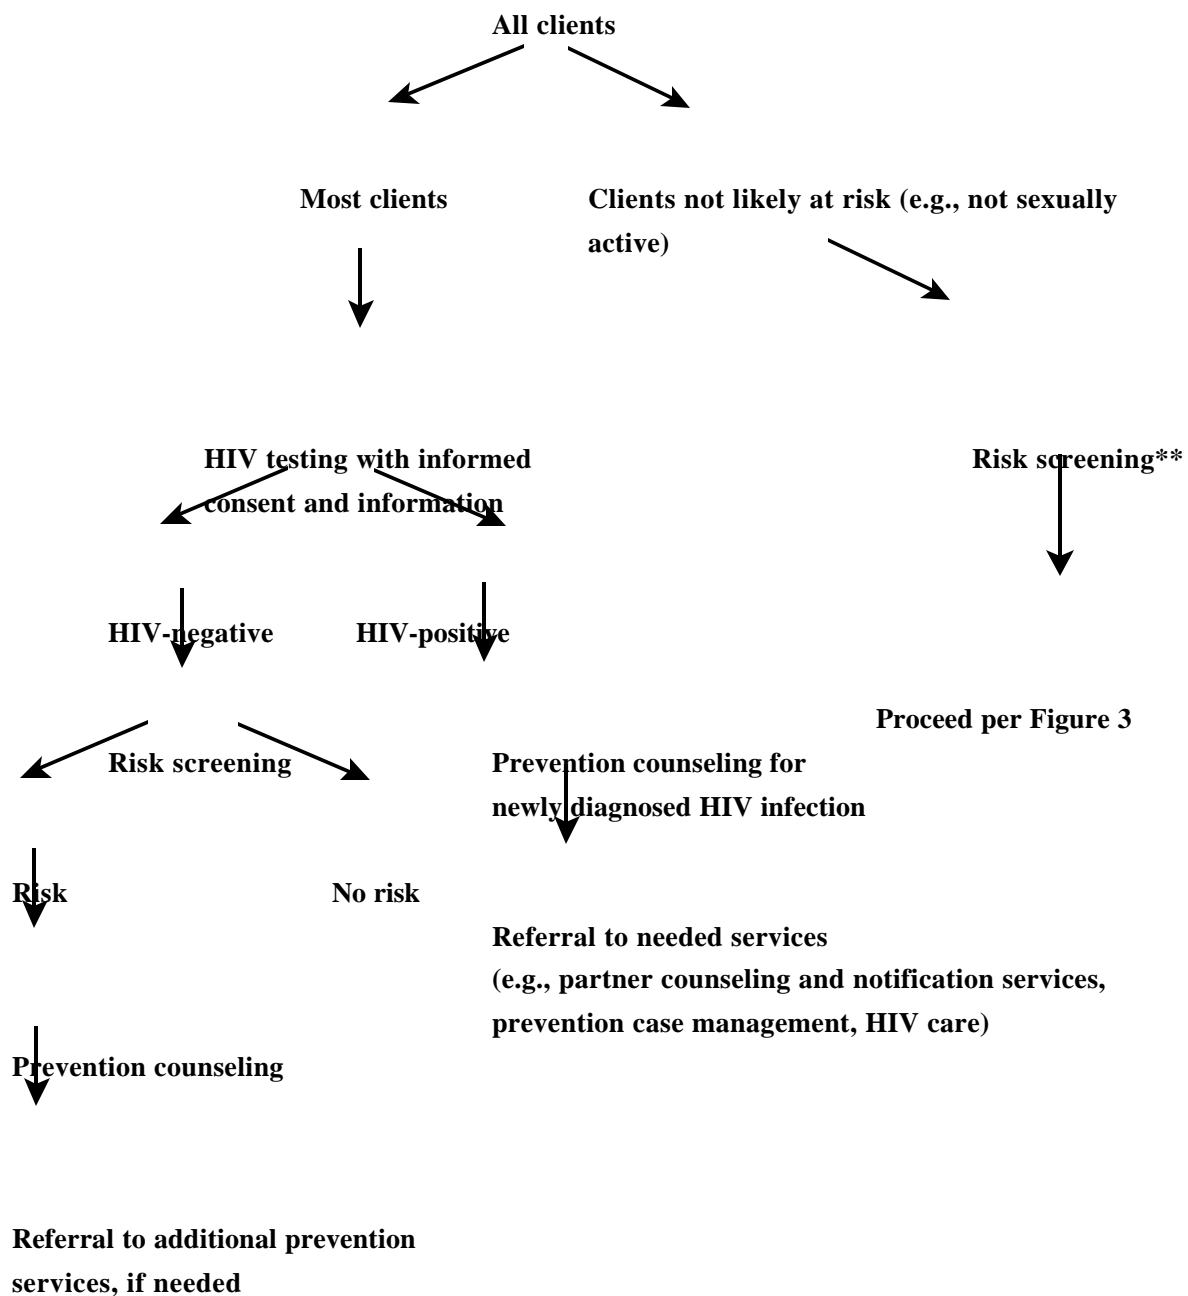 All clients
Most clients
Clients not likely at risk (e.g., not sexually
active)
HIV testing with informed
consent and information
Risk screening**
HIV-negative
HIV-positive
Proceed per Figure 3
Risk screening
Prevention counseling for
newly diagnosed HIV infection
Risk
No risk
Referral to needed services
(e.g., partner counseling and notification services,
prevention case management, HIV care)
Prevention counseling
Referral to additional prevention
services, if needed